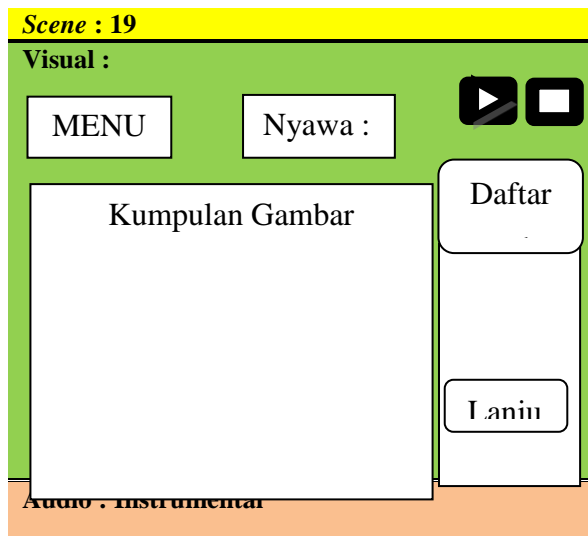 Scene : 19
Visual :
MENU
Nyawa :
Daftar
Kumpulan Gambar
Lanju
Audio : Instrumental